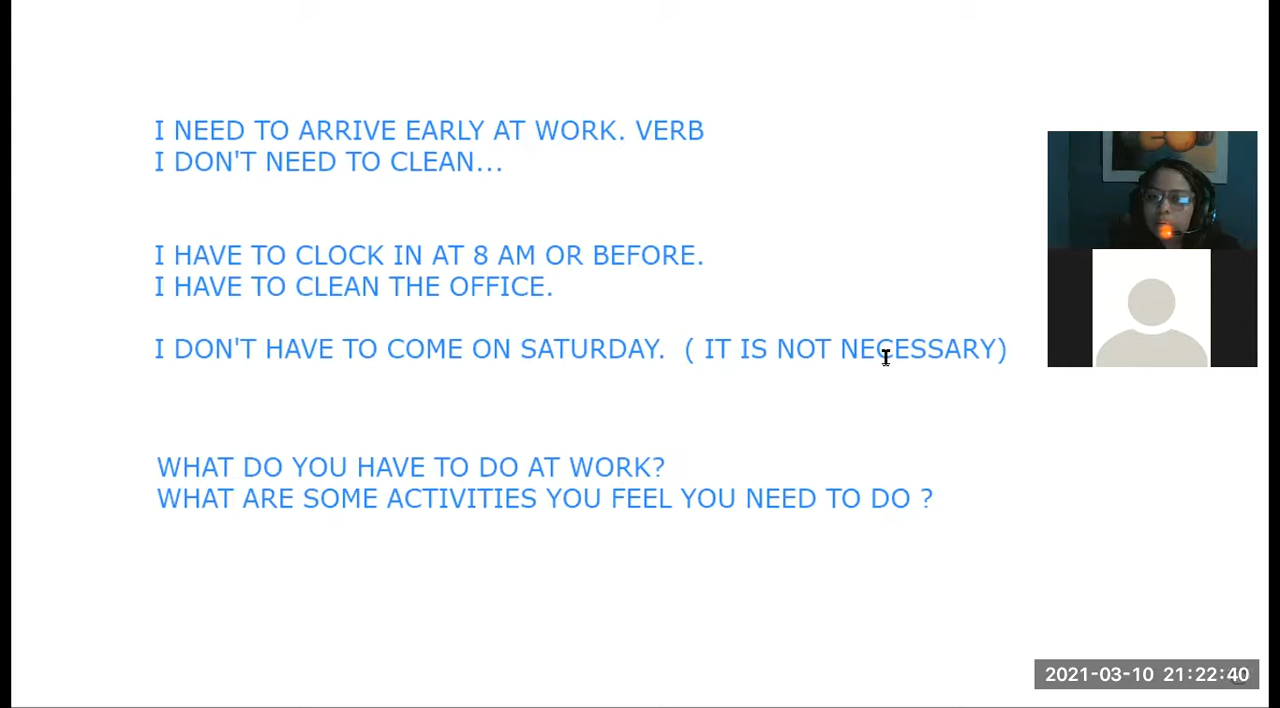 I NEED TO ARRIVE EARLY AT WORK. VERB
I DON'T NEED TO CLEAN...
I HAVE TO CLOCK IN AT 8 AM OR BEFORE.
I HAVE TO CLEAN THE OFFICE.
I DON'T HAVE TO COME ON SATURDAY. ( IT IS NOT NECESSARY)
WHAT DO YOU HAVE TO DO AT WORK?
WHAT ARE SOME ACTIVITIES YOU FEEL YOU NEED TO DO ?
2021-03-10 21:22:40